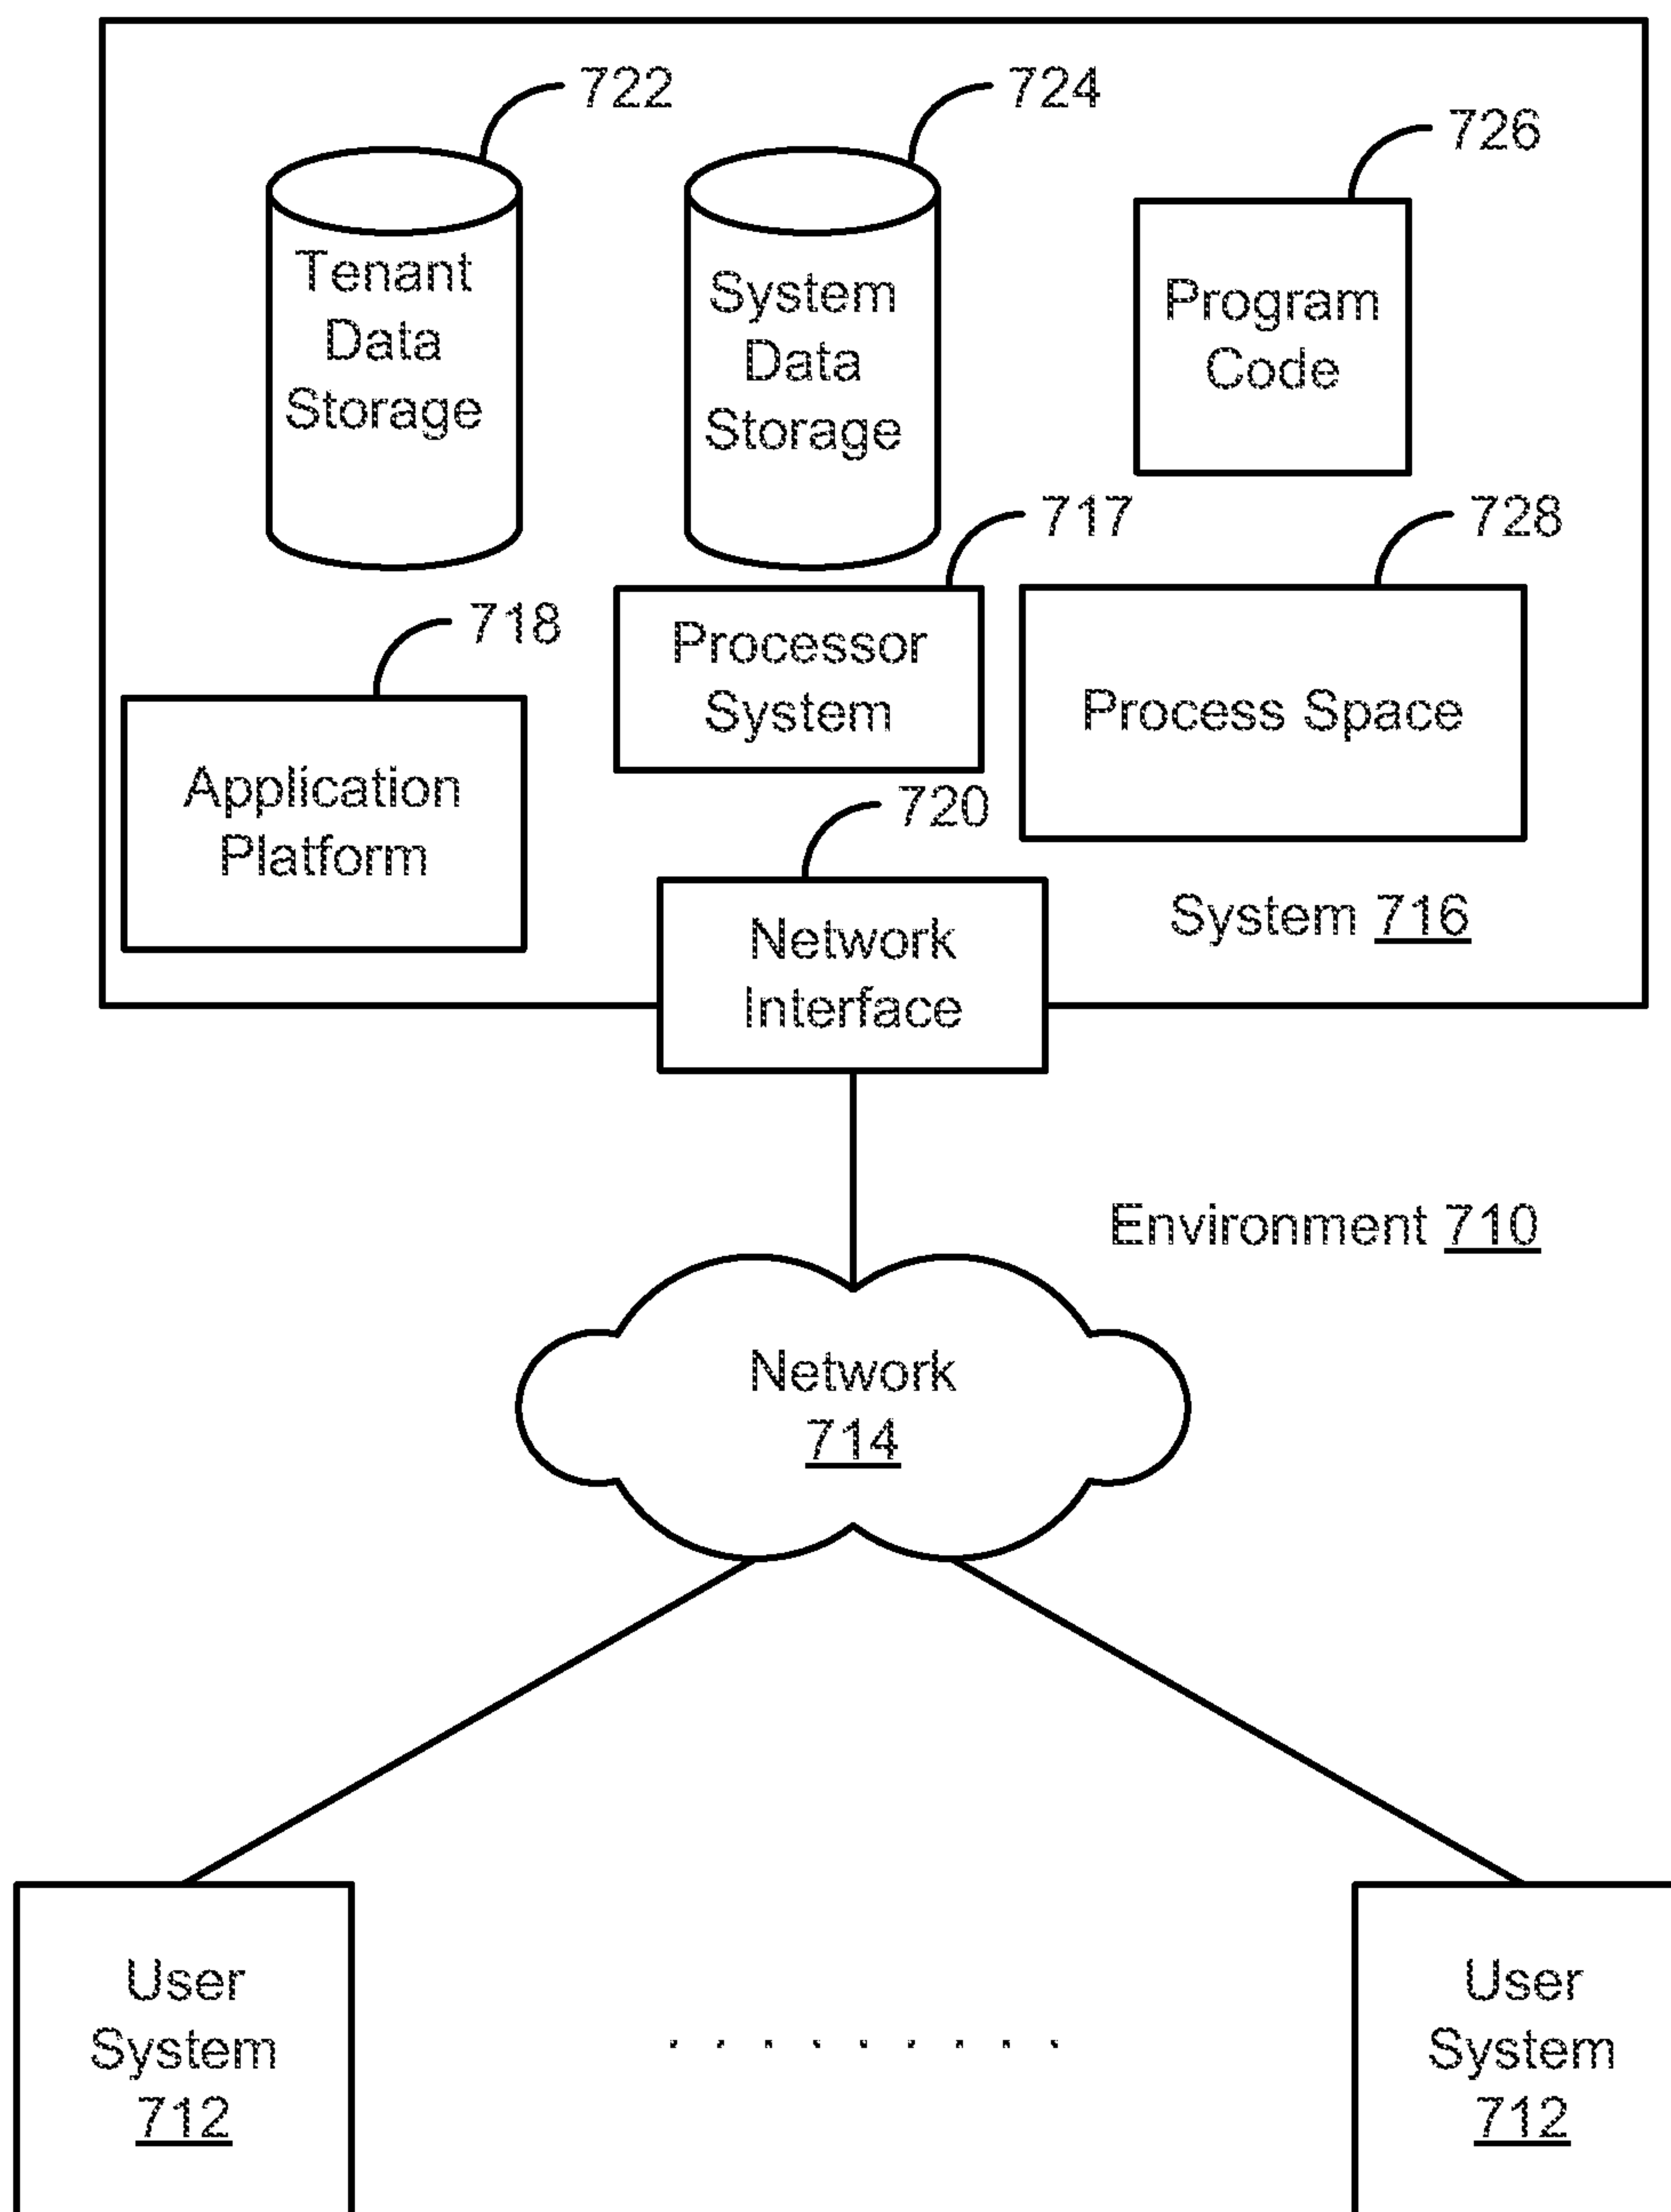 722
724
726
Tenant
Data
Storage
System
Data
Storage
Program
Code
717
728
718
Processor
System
Process Space
Application
Platform
720
System 716
Network
Interface
Environment 710
Network
714
User
System
712
.........
User
System
712